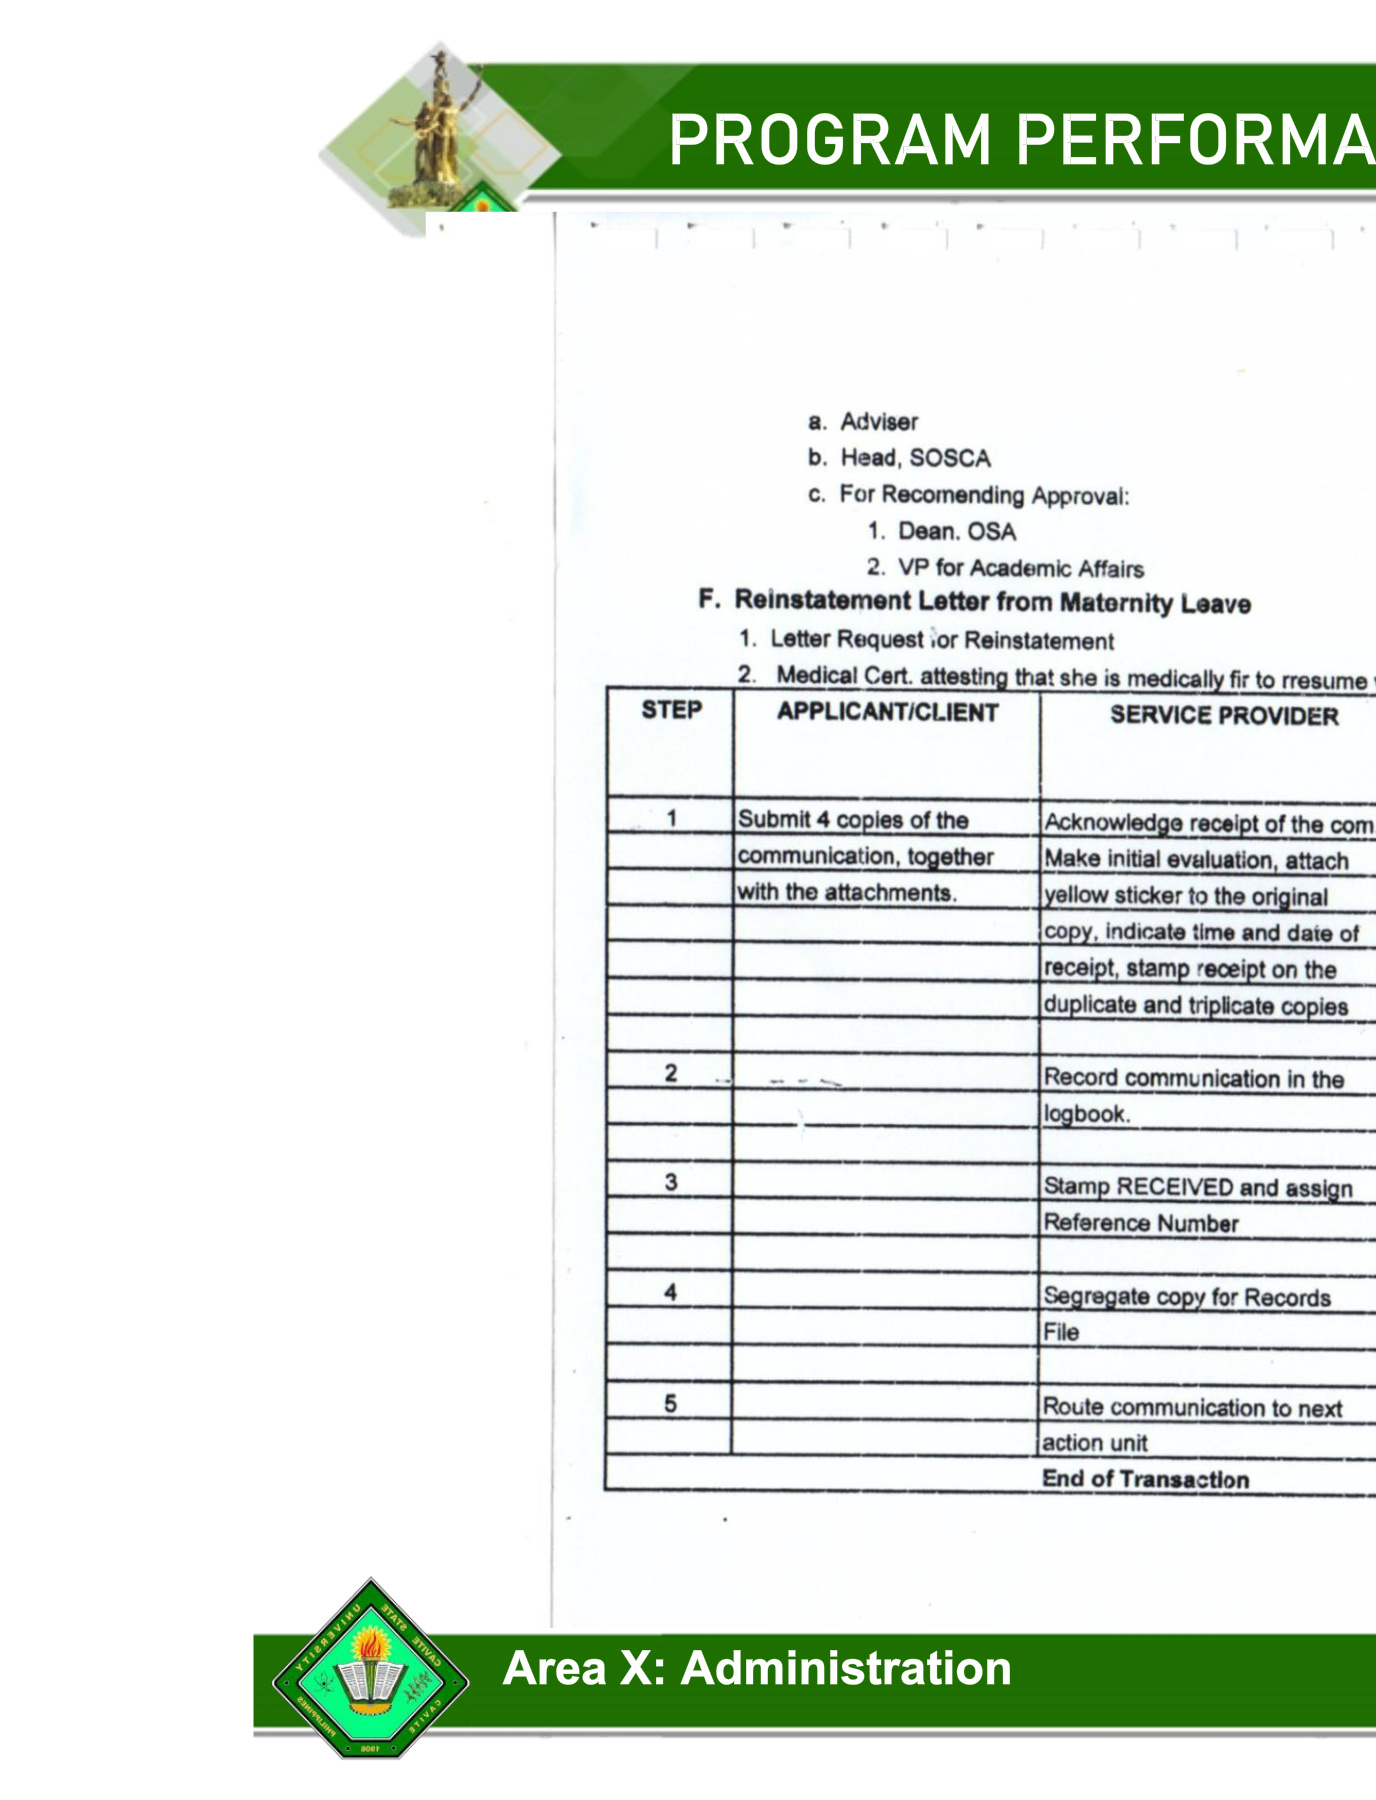 PROGRAM PERFORMA
a. Adviser
b. Head, SOSCA
c. For Recomending Approval:
1. Dean. OSA
2. VP for Academic Affairs
F. Reinstatement Letter from Maternity Leave
1. Letter Request for Reinstatement
2. Medical Cert. attesting that she is medically fir to rresume
STEP APPLICANT/CLIENT SERVICE PROVIDER
1 Submit 4 copies of the Acknowledge receipt of the com
communication, together Make initial evaluation, attach
with the attachments. yellow sticker to the original
copy, indicate time and date of
receipt, stamp receipt on the
duplicate and triplicate copies
2 Record communication in the
logbook.
3 Stamp RECEIVED and assign
Reference Number
4 Segregate copy for Records
File
5 Route communication to next
action unit
End of Transaction
CAVITE STATE UNIVERSITY
CAVITE
PHILIPPINES
1906
Area X: Administration